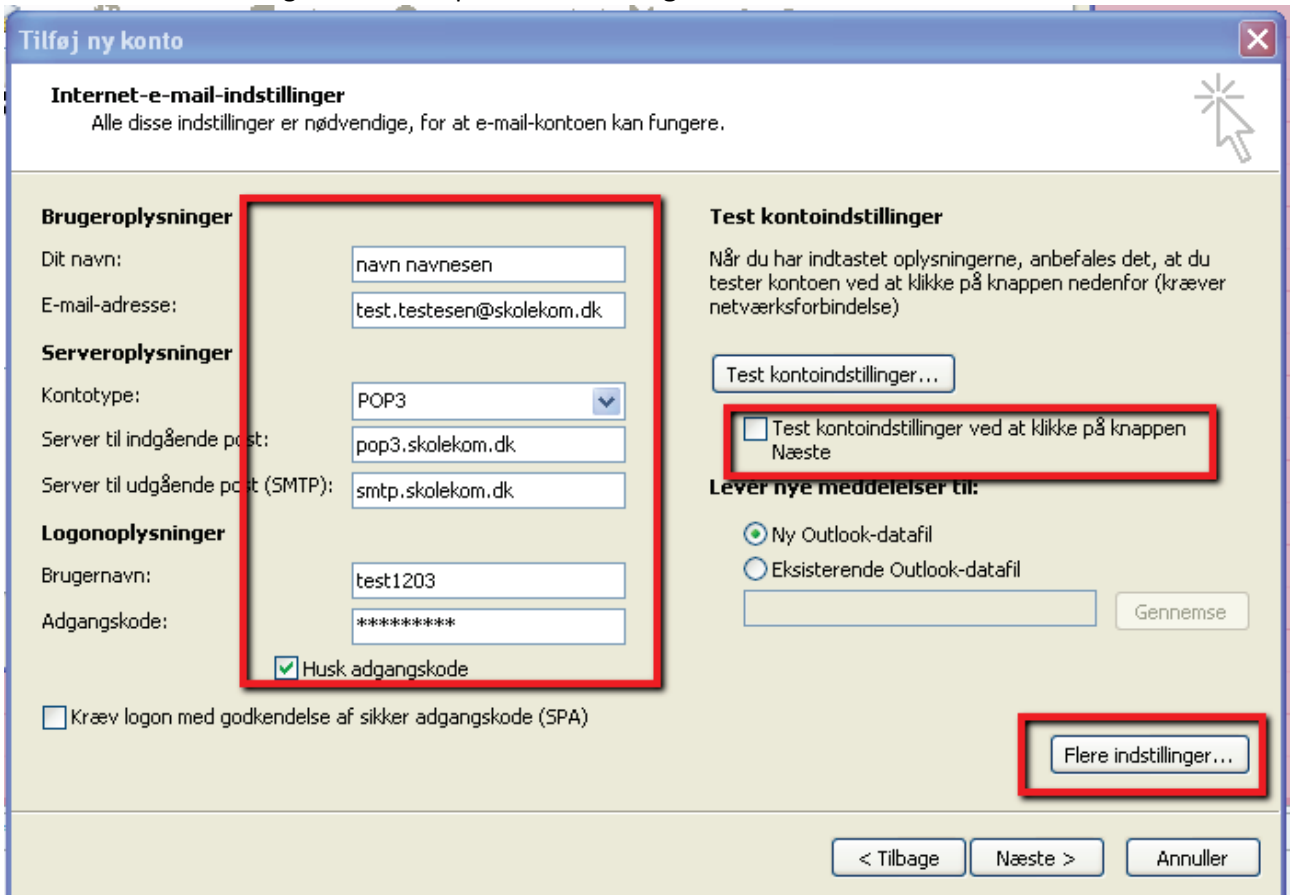 Tilføj ny konto
Internet-e-mail-indstillinger
Alle disse indstillinger er nødvendige, for at e-mail-kontoen kan fungere.
Brugeroplysninger
Dit navn:
navn navnesen
E-mail-adresse:
test.testesen@skolekom.dk
Serveroplysninger
Kontotype:
POP3
Server til indgående post:
pop3.skolekom.dk
Server til udgående post (SMTP):
smtp.skolekom.dk
Logonoplysninger
Brugernavn:
test1203
Adgangskode:
*********
Husk adgangskode
Kræv logon med godkendelse af sikker adgangskode (SPA)
Test kontoindstillinger
Når du har indtastet oplysningerne, anbefales det, at du
tester kontoen ved at klikke på knappen nedenfor (kræver
netværksforbindelse)
Test kontoindstillinger...
Test kontoindstillinger ved at klikke på knappen
Næste
Lever nye meddelelser til:
Ny Outlook-datafil
Eksisterende Outlook-datafil
Gennemse
Flere indstillinger...
< Tilbage
Næste >
Annuller